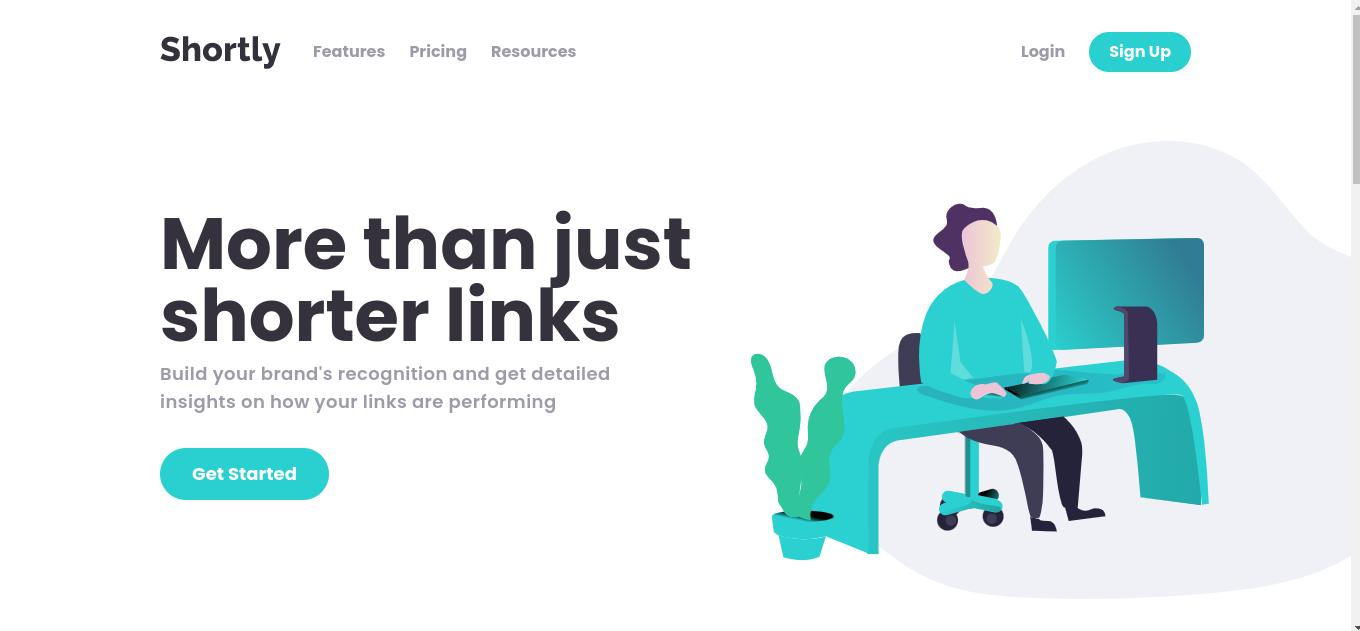 Shortly Features Pricing Resources Login Sign Up
More than just
shorter links
Build your brand's recognition and get detailed
insights on how your links are performing
Get Started